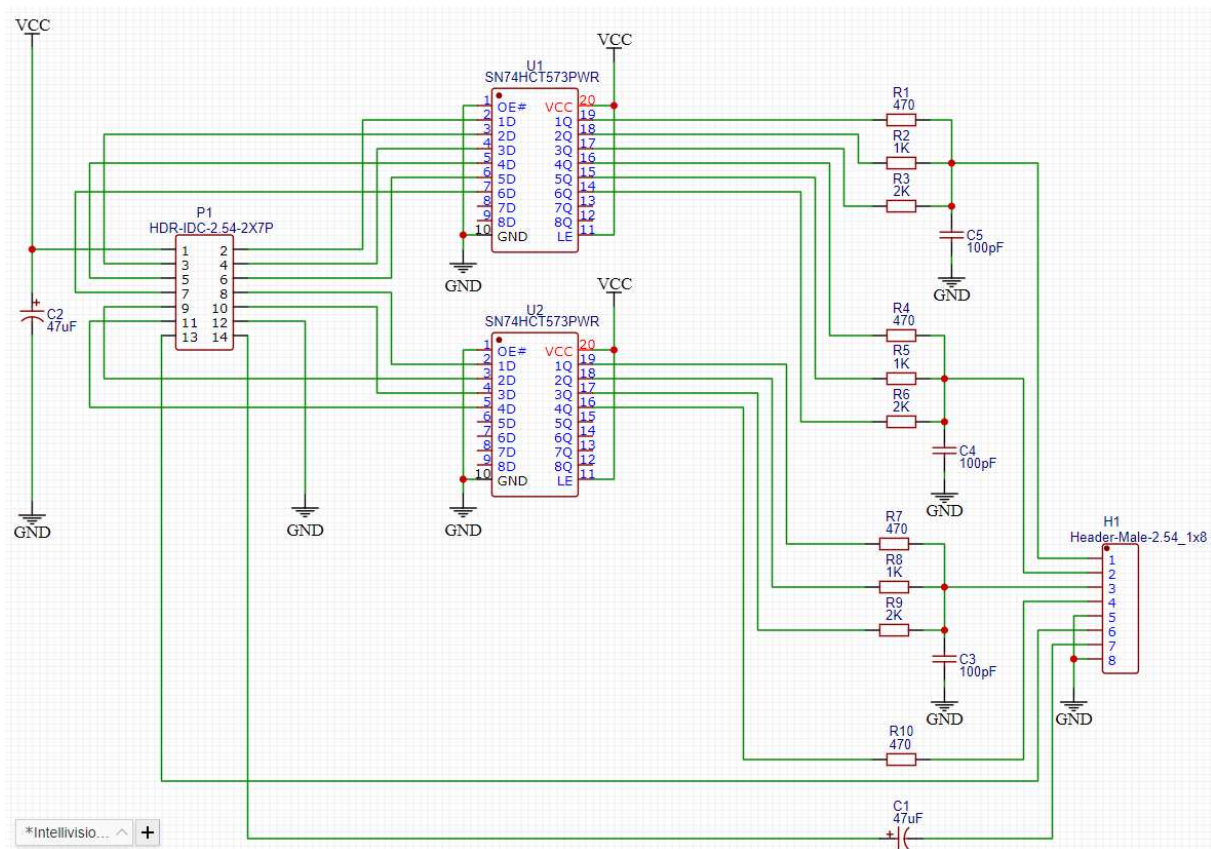 VCC
VCC
U1
SN74HCT573PWR
1 OE# VCC 20
2 1D 1Q 19
3 2D 2Q 18
4 3D 3Q 17
5 4D 4Q 16
6 5D 5Q 15
7 6D 6Q 14
8 7D 7Q 13
9 8D 8Q 12
10 GND LE 11
GND
R1
470
R2
1K
R3
2K
C5
100pF
GND
P1
HDR-IDC-2.54-2X7P
1 2
3 4
5 6
7 8
9 10
11 12
13 14
C2
47uF
+
GND
GND
VCC
U2
SN74HCT573PWR
1 OE# VCC 20
2 1D 1Q 19
3 2D 2Q 18
4 3D 3Q 17
5 4D 4Q 16
6 5D 5Q 15
7 6D 6Q 14
8 7D 7Q 13
9 8D 8Q 12
10 GND LE 11
GND
R4
470
R5
1K
R6
2K
C4
100pF
GND
R7
470
R8
1K
R9
2K
C3
100pF
GND
H1
Header-Male-2.54_1x8
1
2
3
4
5
6
7
8
GND
R10
470
C1
47uF
+
*Intellivisio... +